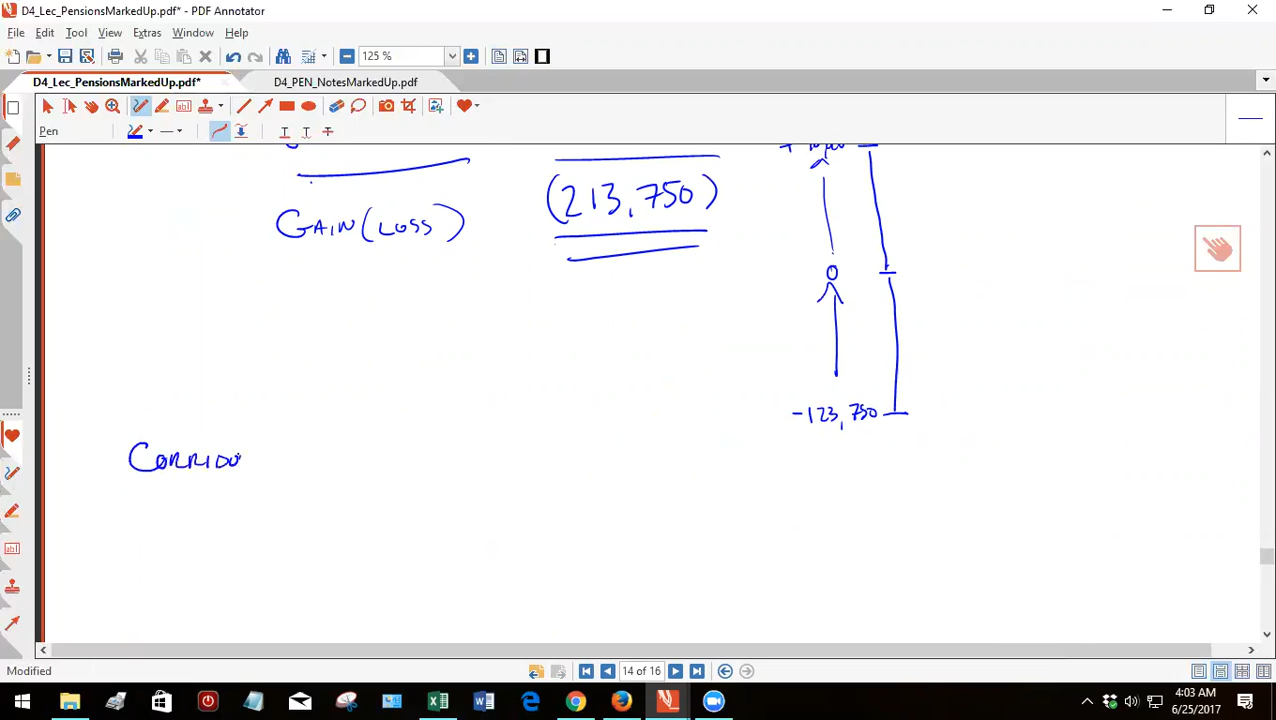 D4_Lec_PensionsMarkedUp.pdf* - PDF Annotator
File Edit Tool View Extras Window Help
125 %
D4_Lec_PensionsMarkedUp.pdf* D4_PEN_NotesMarkedUp.pdf
Pen
(213,750)
GAIN (LOSS)
0
-123,750
CORRIDO
14 of 16
Modified
4:03 AM
6/25/2017